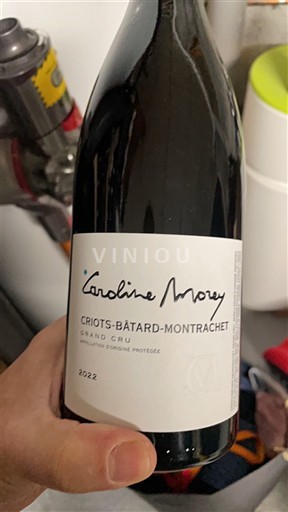 VINIOU
Caroline Morey
CRIOTS-BÂTARD-MONTRACHET
GRAND CRU
APPELLATION D'ORIGINE PROTÉGÉE
2022